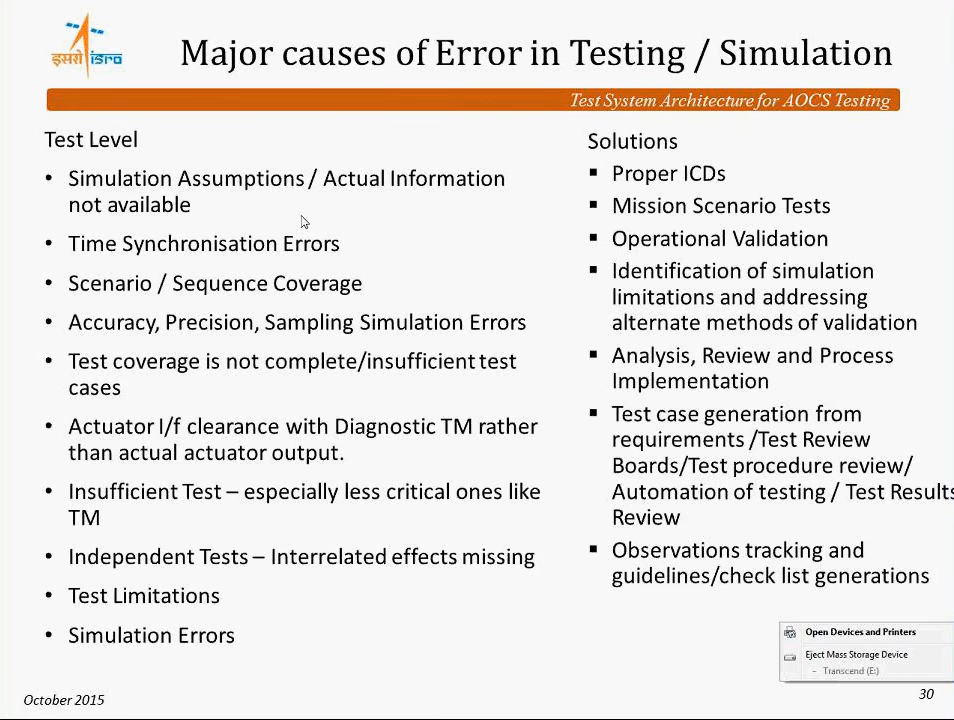 इसरो isro
Major causes of Error in Testing / Simulation
Test System Architecture for AOCS Testing
Test Level
• Simulation Assumptions / Actual Information
not available
• Time Synchronisation Errors
• Scenario / Sequence Coverage
• Accuracy, Precision, Sampling Simulation Errors
• Test coverage is not complete/insufficient test
cases
• Actuator I/f clearance with Diagnostic TM rather
than actual actuator output.
• Insufficient Test – especially less critical ones like
TM
• Independent Tests – Interrelated effects missing
• Test Limitations
• Simulation Errors
Solutions
▪ Proper ICDs
▪ Mission Scenario Tests
▪ Operational Validation
▪ Identification of simulation
limitations and addressing
alternate methods of validation
▪ Analysis, Review and Process
Implementation
▪ Test case generation from
requirements /Test Review
Boards/Test procedure review/
Automation of testing / Test Results
Review
▪ Observations tracking and
guidelines/check list generations
Open Devices and Printers
Eject Mass Storage Device
- Transcend (E:)
October 2015
30